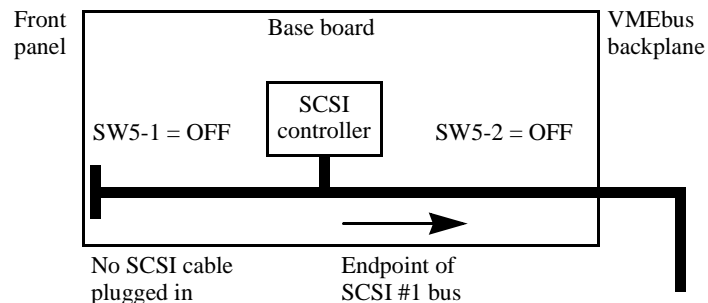 Front
panel
Base board
VMEbus
backplane
SCSI
controller
SW5-1 = OFF
SW5-2 = OFF
No SCSI cable
plugged in
Endpoint of
SCSI #1 bus